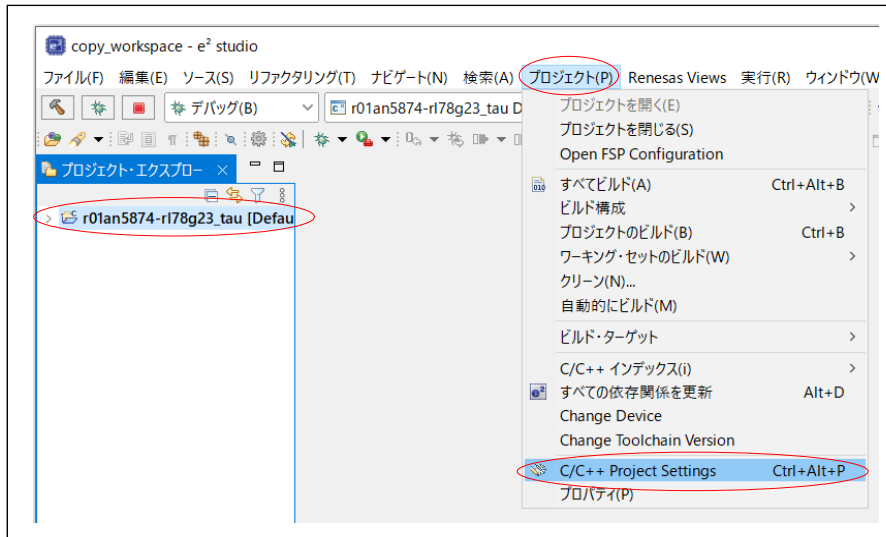 copy_workspace - e² studio
ファイル(F) 編集(E) ソース(S) リファクタリング(T) ナビゲート(N) 検索(A) プロジェクト(P) Renesas Views 実行(R) ウィンドウ(W
デバッグ(B) r01an5874-rl78g23_tau D
プロジェクト・エクスプロー
r01an5874-rl78g23_tau [Defau
プロジェクトを開く(E)
プロジェクトを閉じる(S)
Open FSP Configuration
すべてビルド(A) Ctrl+Alt+B
ビルド構成
プロジェクトのビルド(B) Ctrl+B
ワーキング・セットのビルド(W)
クリーン(N)...
自動的にビルド(M)
ビルド・ターゲット
C/C++ インデックス(i)
すべての依存関係を更新 Alt+D
Change Device
Change Toolchain Version
C/C++ Project Settings Ctrl+Alt+P
プロパティ(P)